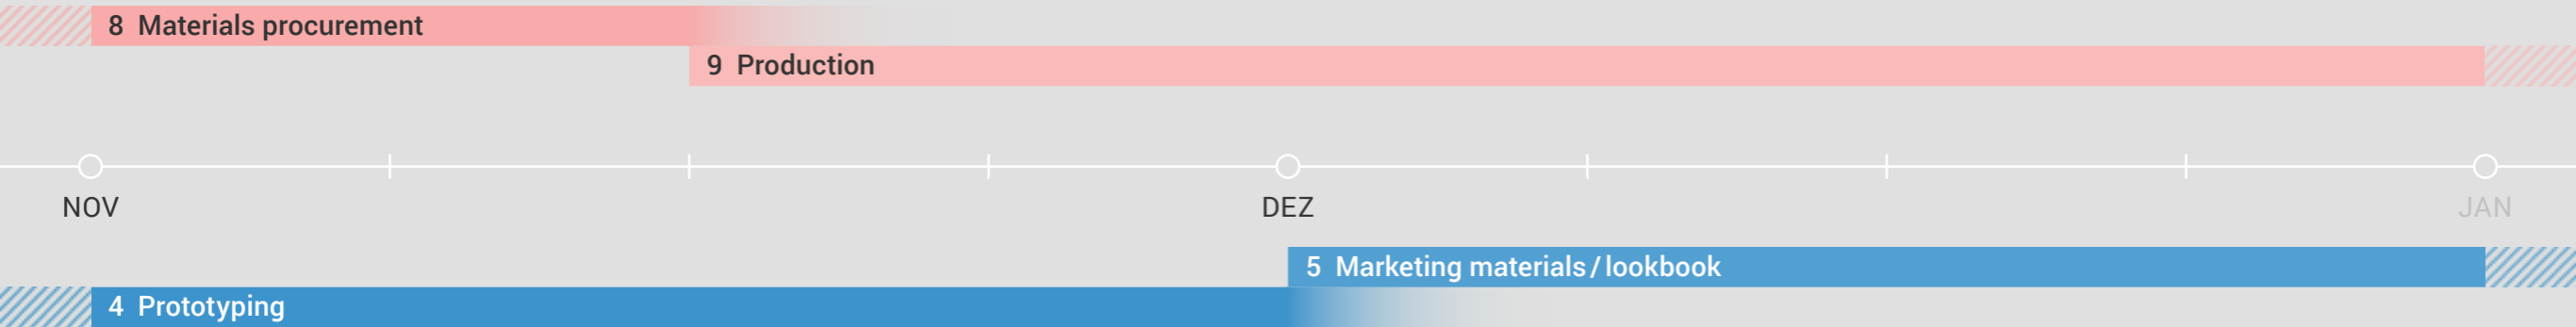 8 Materials procurement
9 Production
NOV DEZ JAN
5 Marketing materials / lookbook
4 Prototyping